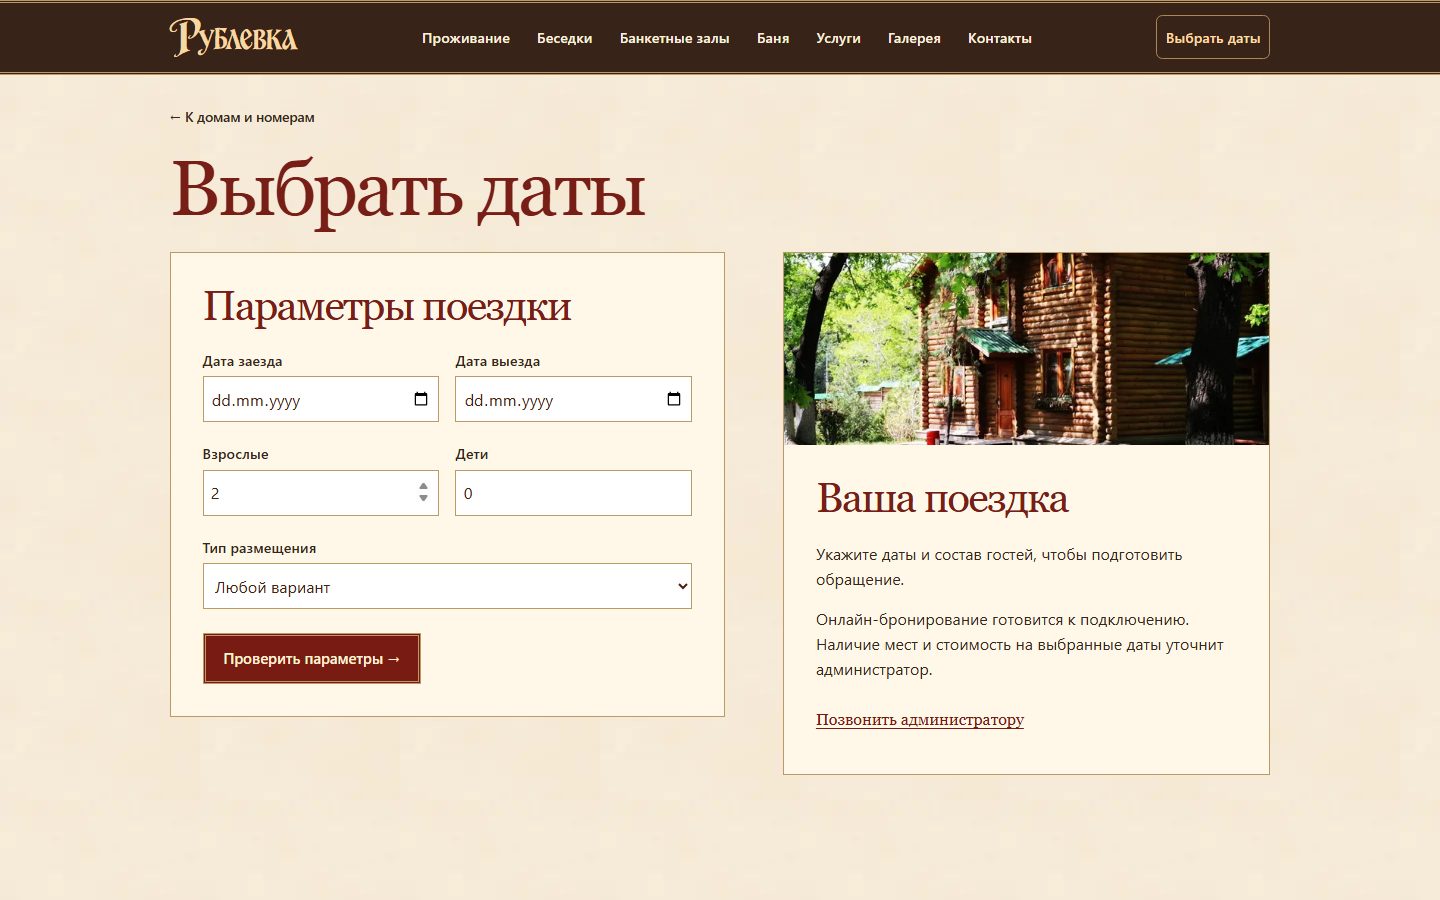 Рублевка
Проживание
Беседки
Банкетные залы
Баня
Услуги
Галерея
Контакты
Выбрать даты
← К домам и номерам
Выбрать даты
Параметры поездки
Дата заезда
Дата выезда
dd.mm.yyyy
dd.mm.yyyy
Взрослые
Дети
2
0
Тип размещения
Любой вариант
Проверить параметры →
Ваша поездка
Укажите даты и состав гостей, чтобы подготовить
обращение.
Онлайн-бронирование готовится к подключению.
Наличие мест и стоимость на выбранные даты уточнит
администратор.
Позвонить администратору